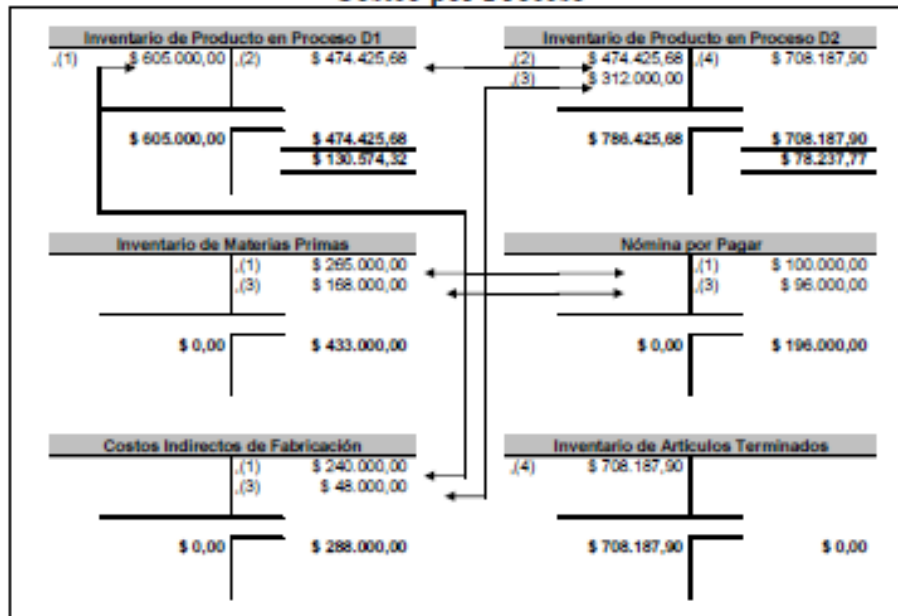 Inventario de Producto en Proceso D1
,(1) $ 605.000,00 ,(2) $ 474.425,68
$ 605.000,00 $ 474.425,68
$ 130.574,32
Inventario de Producto en Proceso D2
,(2) $ 474.425,68 ,(4) $ 708.187,90
,(3) $ 312.000,00
$ 786.425,68 $ 708.187,90
$ 78.237,77
Inventario de Materias Primas
,(1) $ 265.000,00
,(3) $ 168.000,00
$ 0,00 $ 433.000,00
Nómina por Pagar
,(1) $ 100.000,00
,(3) $ 96.000,00
$ 0,00 $ 196.000,00
Costos Indirectos de Fabricación
,(1) $ 240.000,00
,(3) $ 48.000,00
$ 0,00 $ 288.000,00
Inventario de Artículos Terminados
,(4) $ 708.187,90
$ 708.187,90 $ 0,00